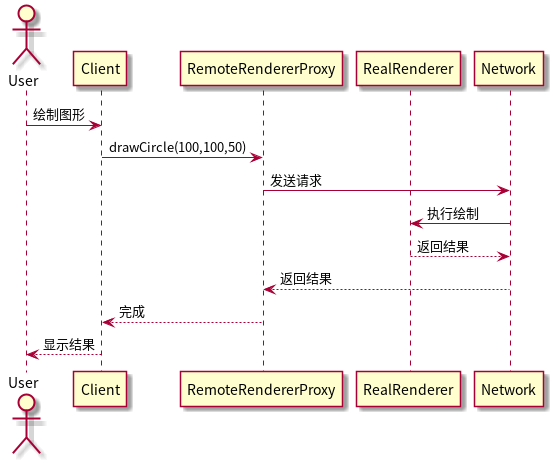 User
Client
RemoteRendererProxy
RealRenderer
Network
绘制图形
drawCircle(100,100,50)
发送请求
执行绘制
返回结果
返回结果
完成
显示结果
User
Client
RemoteRendererProxy
RealRenderer
Network